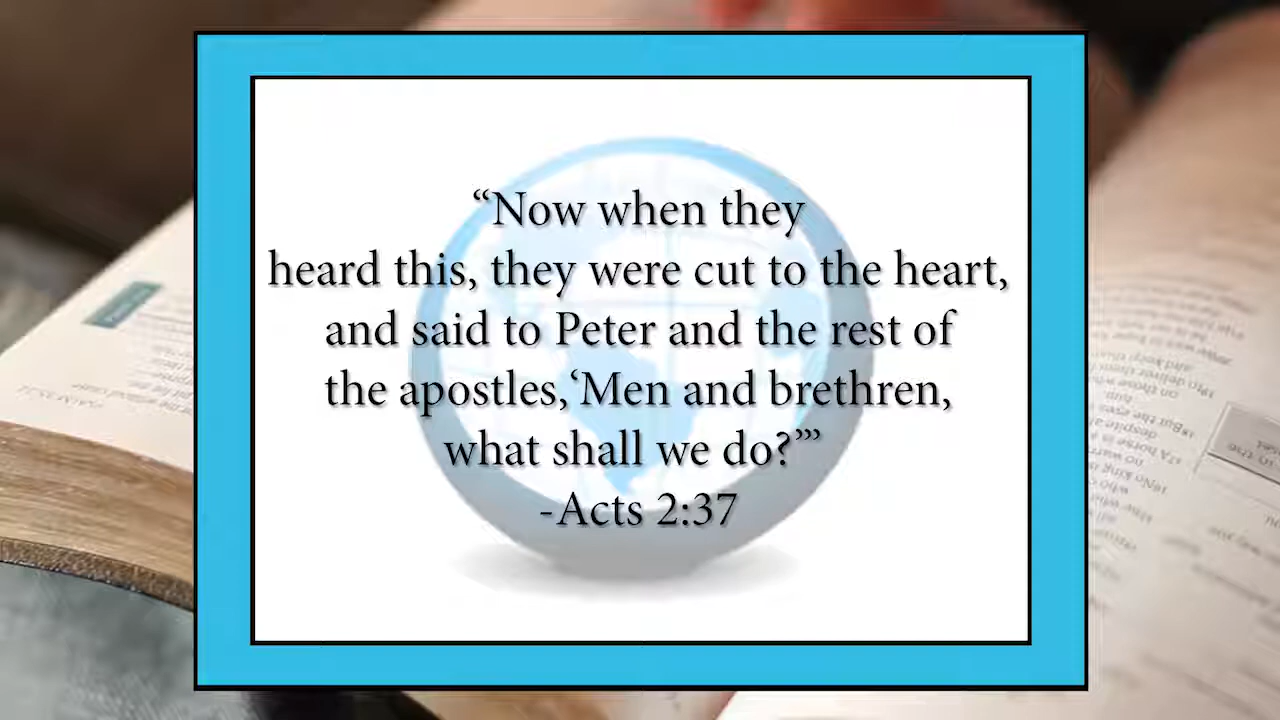 “Now when they
heard this, they were cut to the heart,
and said to Peter and the rest of
the apostles,‘Men and brethren,
what shall we do?’”
-Acts 2:37